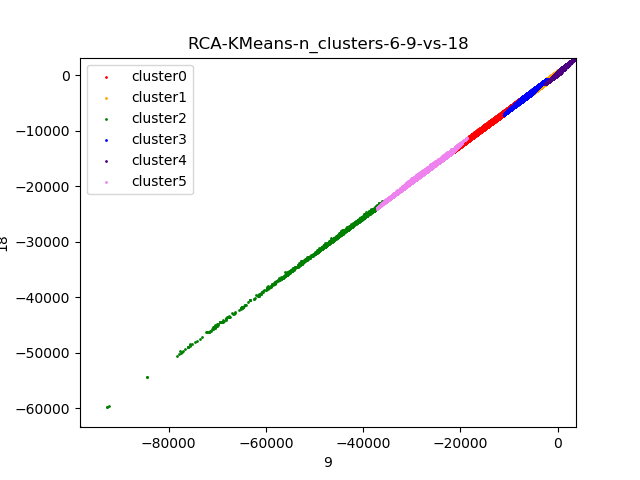 RCA-KMeans-n_clusters-6-9-vs-18
cluster0
cluster1
cluster2
cluster3
cluster4
cluster5
0
−10000
−20000
−30000
−40000
−50000
−60000
18
−80000
−60000
−40000
−20000
0
9